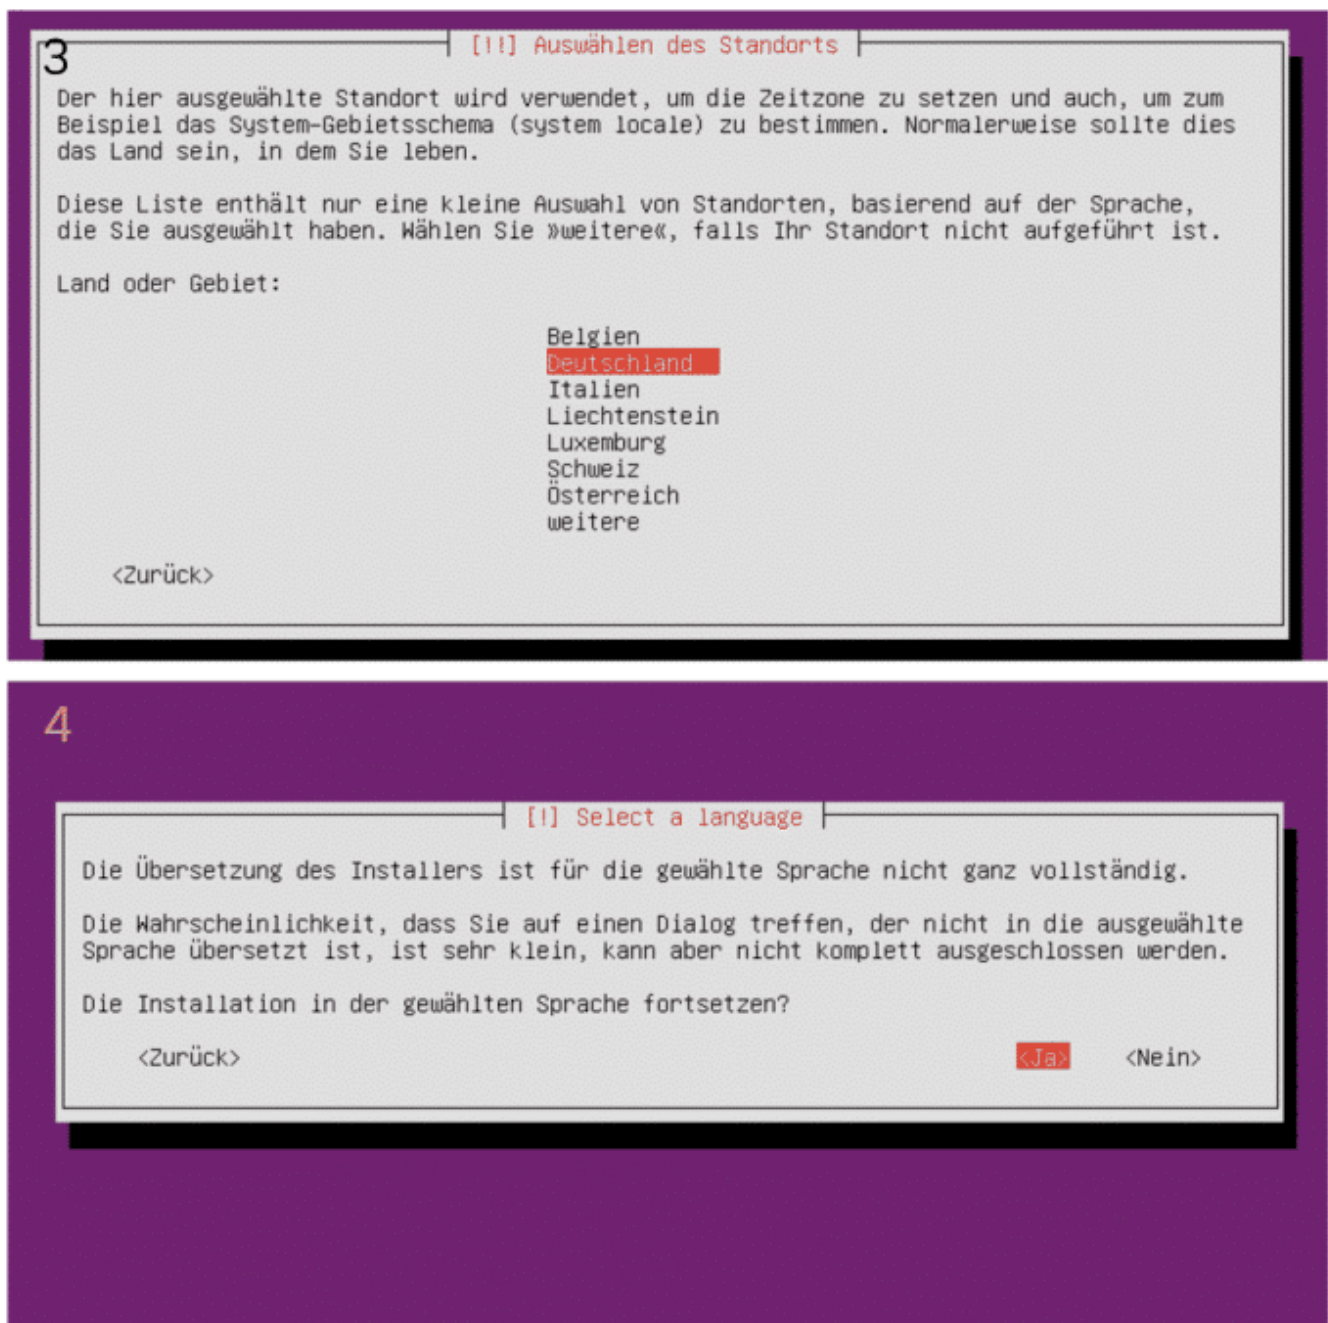 3
[!!] Auswählen des Standorts
Der hier ausgewählte Standort wird verwendet, um die Zeitzone zu setzen und auch, um zum
Beispiel das System-Gebietsschema (system locale) zu bestimmen. Normalerweise sollte dies
das Land sein, in dem Sie leben.
Diese Liste enthält nur eine kleine Auswahl von Standorten, basierend auf der Sprache,
die Sie ausgewählt haben. Wählen Sie »weitere«, falls Ihr Standort nicht aufgeführt ist.
Land oder Gebiet:
Belgien
Deutschland
Italien
Liechtenstein
Luxemburg
Schweiz
Österreich
weitere
<Zurück>
4
[!] Select a language
Die Übersetzung des Installers ist für die gewählte Sprache nicht ganz vollständig.
Die Wahrscheinlichkeit, dass Sie auf einen Dialog treffen, der nicht in die ausgewählte
Sprache übersetzt ist, ist sehr klein, kann aber nicht komplett ausgeschlossen werden.
Die Installation in der gewählten Sprache fortsetzen?
<Zurück> <Ja> <Nein>